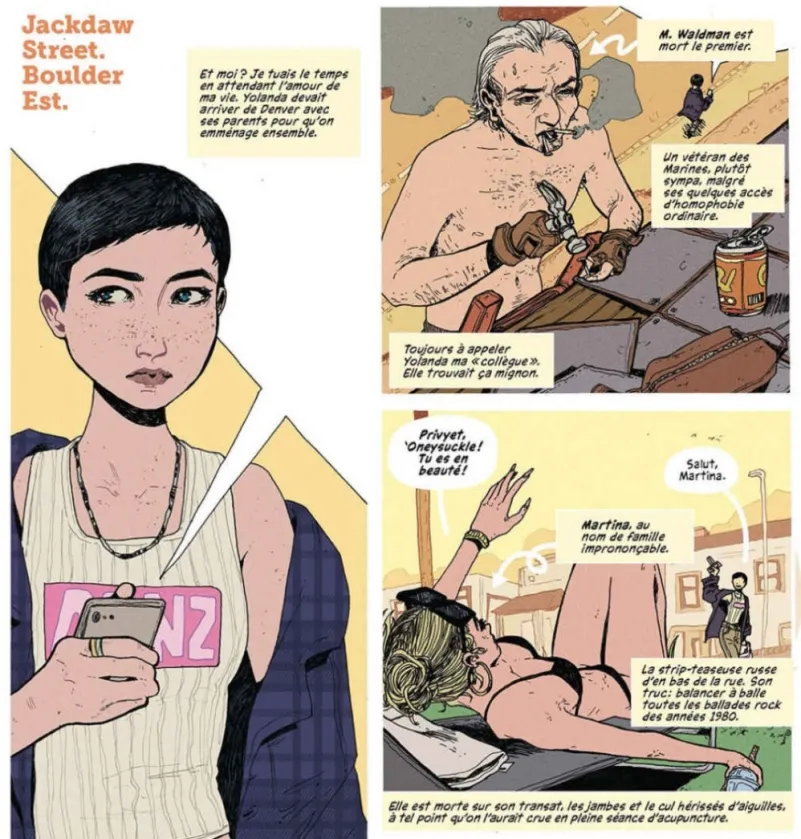 Jackdaw
Street.
Boulder
Est.
Et moi ? Je tuais le temps
en attendant l'amour de
ma vie. Yolanda devait
arriver de Denver avec
ses parents pour qu'on
emménage ensemble.
M. Waldman est
mort le premier.
Un vétéran des
Marines, plutôt
sympa, malgré
ses quelques accès
d'homophobie
ordinaire.
Toujours à appeler
Yolanda ma « collègue ».
Elle trouvait ça mignon.
Privyet,
'Oneysuckle !
Tu es en
beauté !
Salut,
Martina.
Martina, au
nom de famille
imprononçable.
La strip-teaseuse russe
d'en bas de la rue. Son
truc : balancer à balle
toutes les ballades rock
des années 1980.
Elle est morte sur son transat, les jambes et le cul hérissés d'aiguilles,
à tel point qu'on l'aurait crue en pleine séance d'acupuncture.